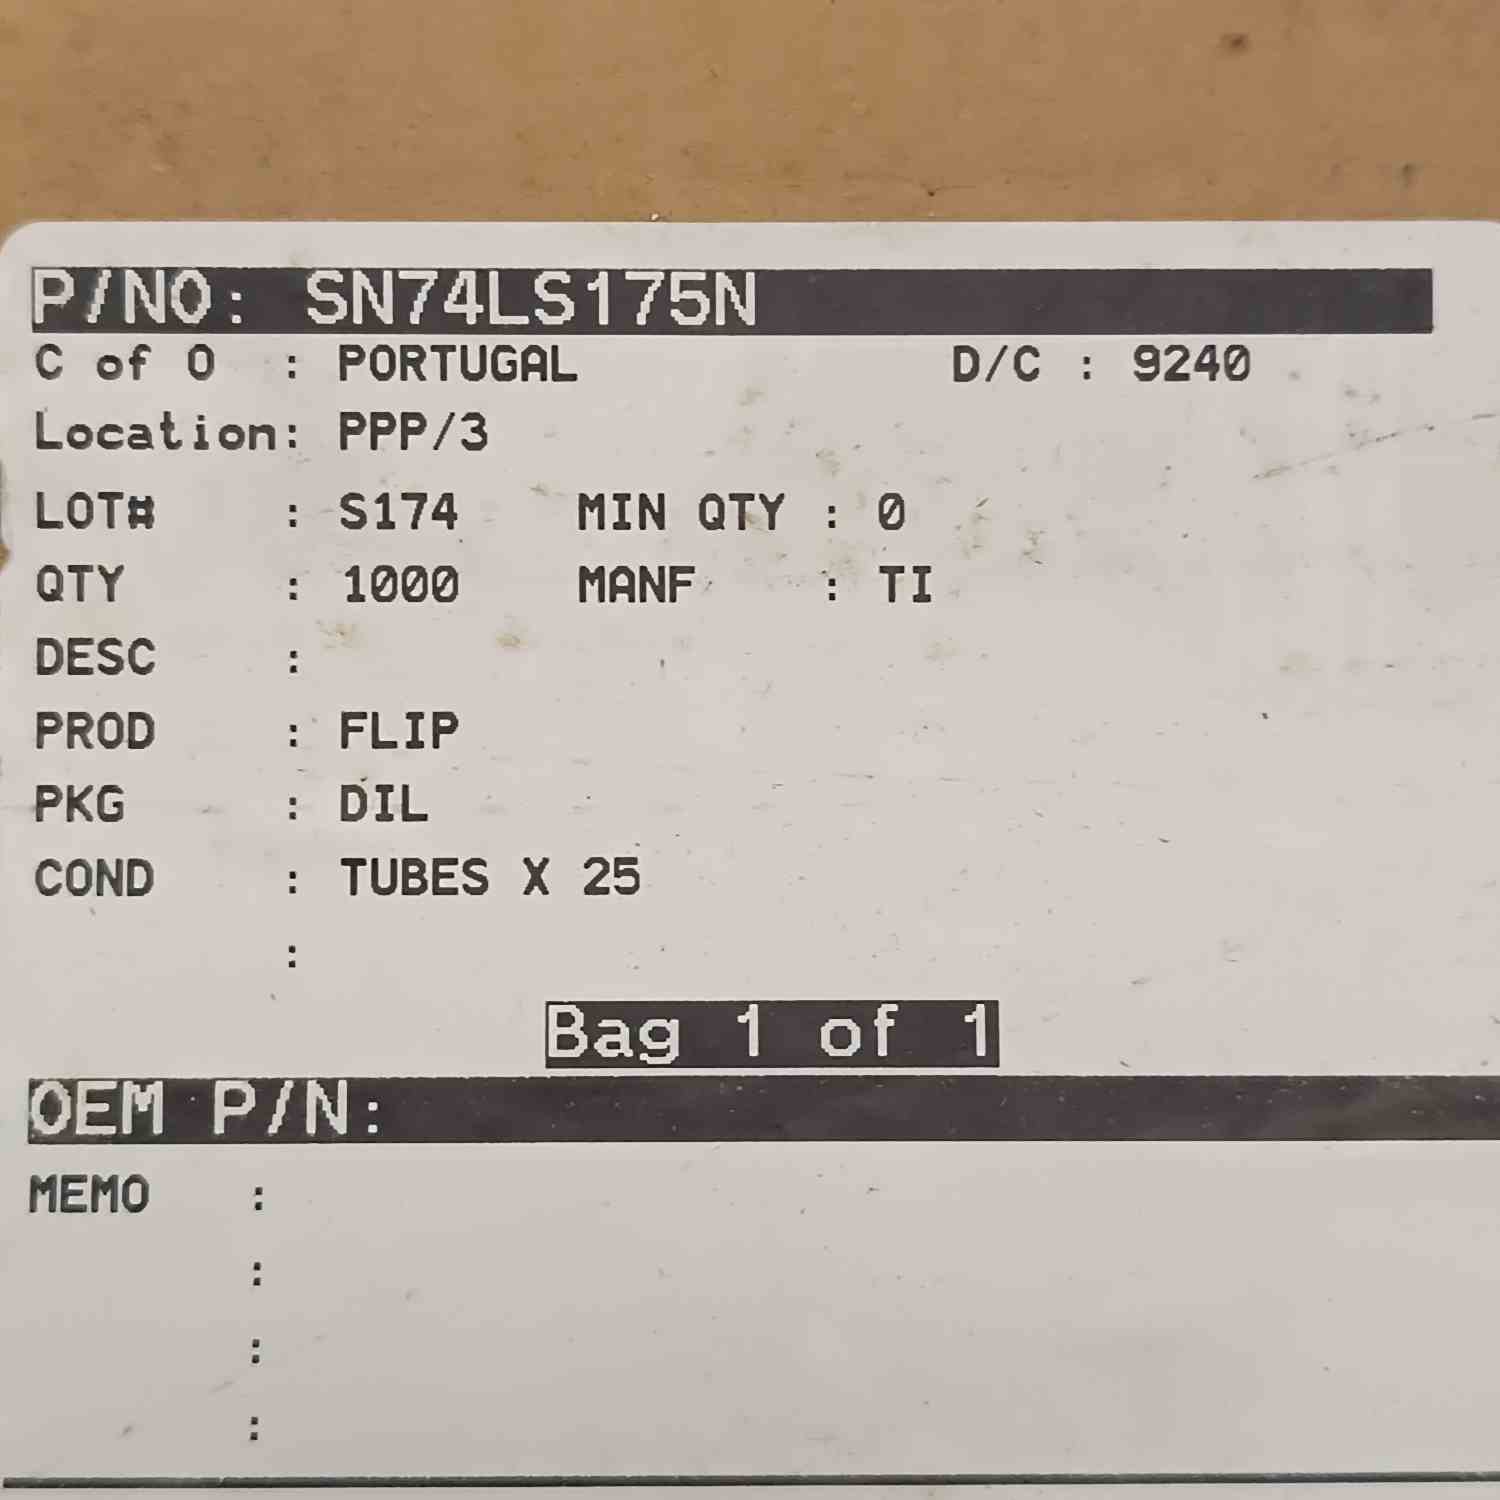 P/NO: SN74LS175N
C of O : PORTUGAL D/C : 9240
Location: PPP/3
LOT# : S174 MIN QTY : 0
QTY : 1000 MANF : TI
DESC :
PROD : FLIP
PKG : DIL
COND : TUBES X 25
:
Bag 1 of 1
OEM P/N:
MEMO :
:
:
: